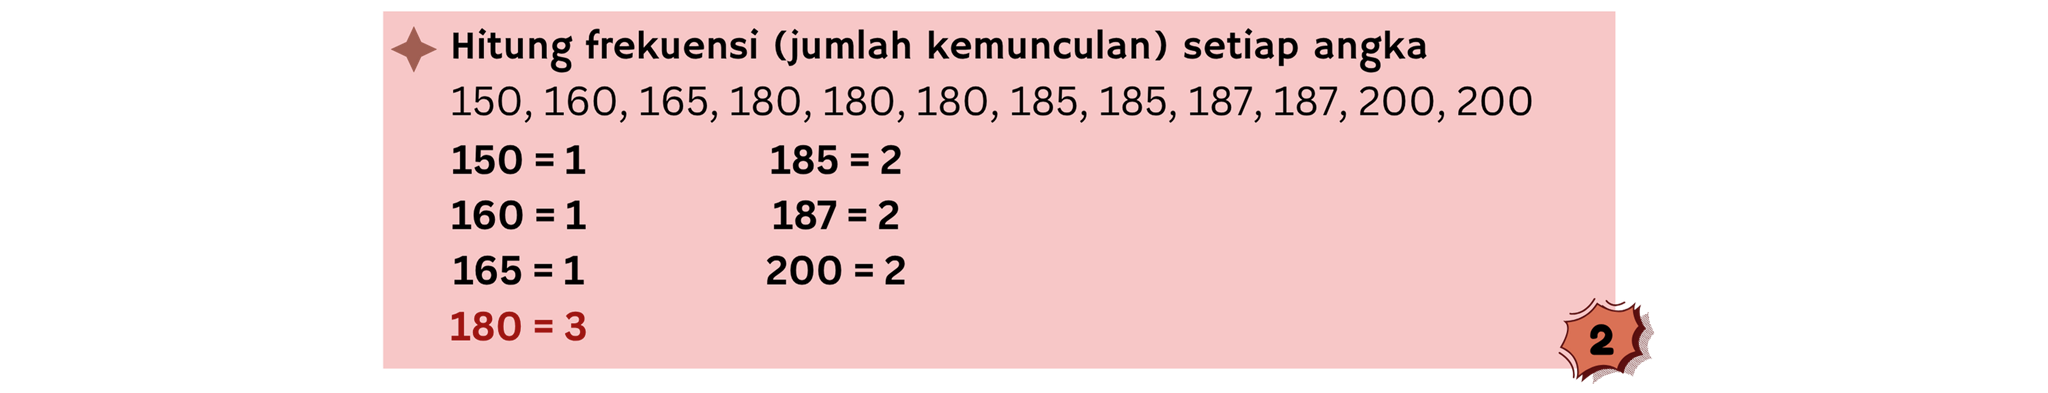 Hitung frekuensi (jumlah kemunculan) setiap angka
150, 160, 165, 180, 180, 180, 185, 185, 187, 187, 200, 200
150 = 1
160 = 1
165 = 1
180 = 3
185 = 2
187 = 2
200 = 2
2